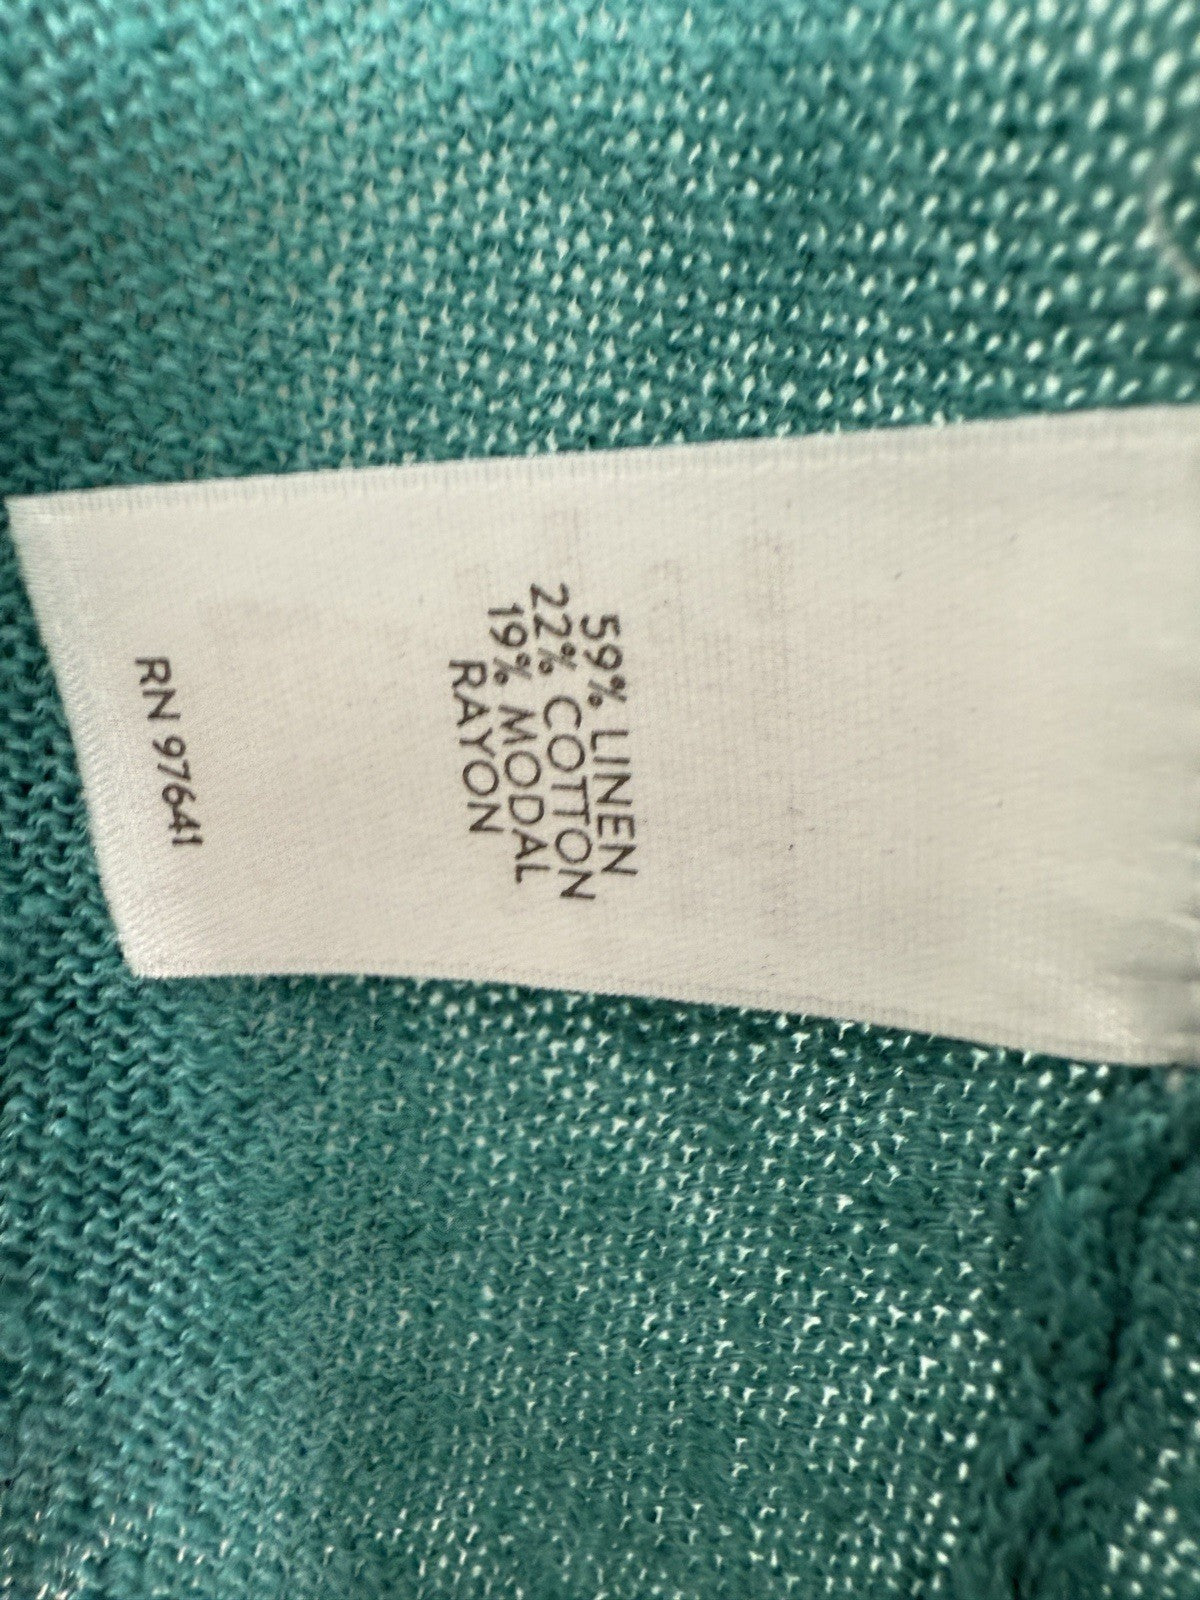 59% LINEN
22% COTTON
19% MODAL
RAYON
RN 97641